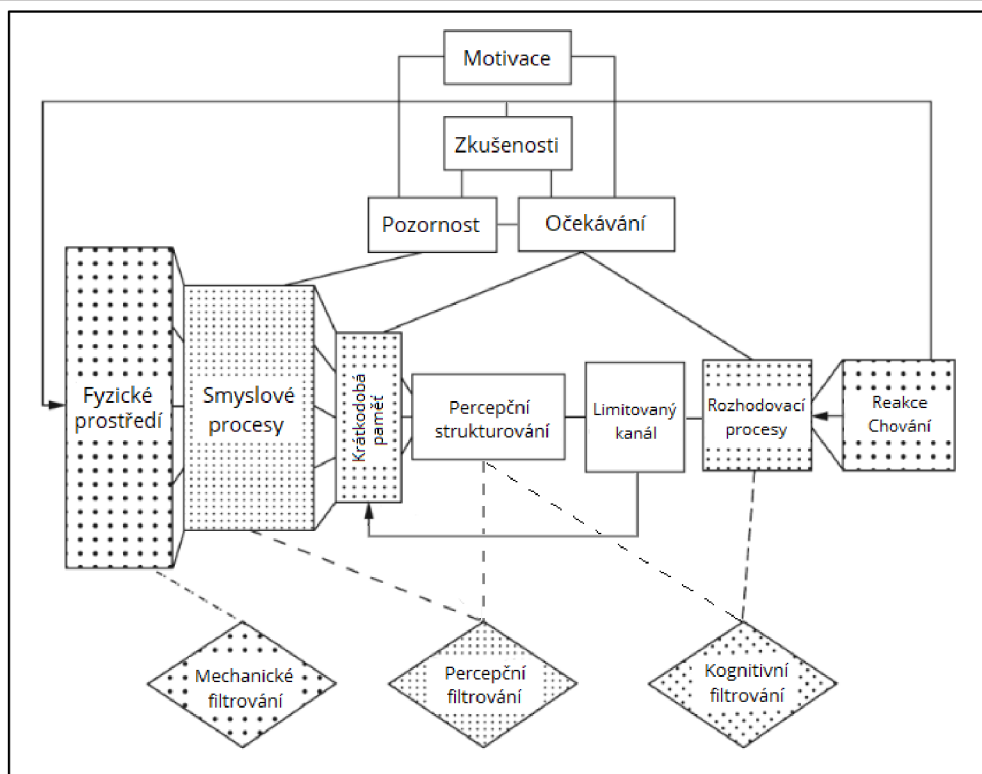 Motivace
Zkušenosti
Pozornost
Očekávání
Fyzické
prostředí
Smyslové
procesy
Krátkodobá
paměť
Percepční
strukturování
Limitovaný
kanál
Rozhodovací
procesy
Reakce
Chování
Mechanické
filtrování
Percepční
filtrování
Kognitivní
filtrování